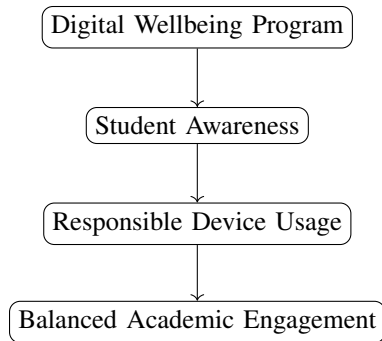 Digital Wellbeing Program
Student Awareness
Responsible Device Usage
Balanced Academic Engagement